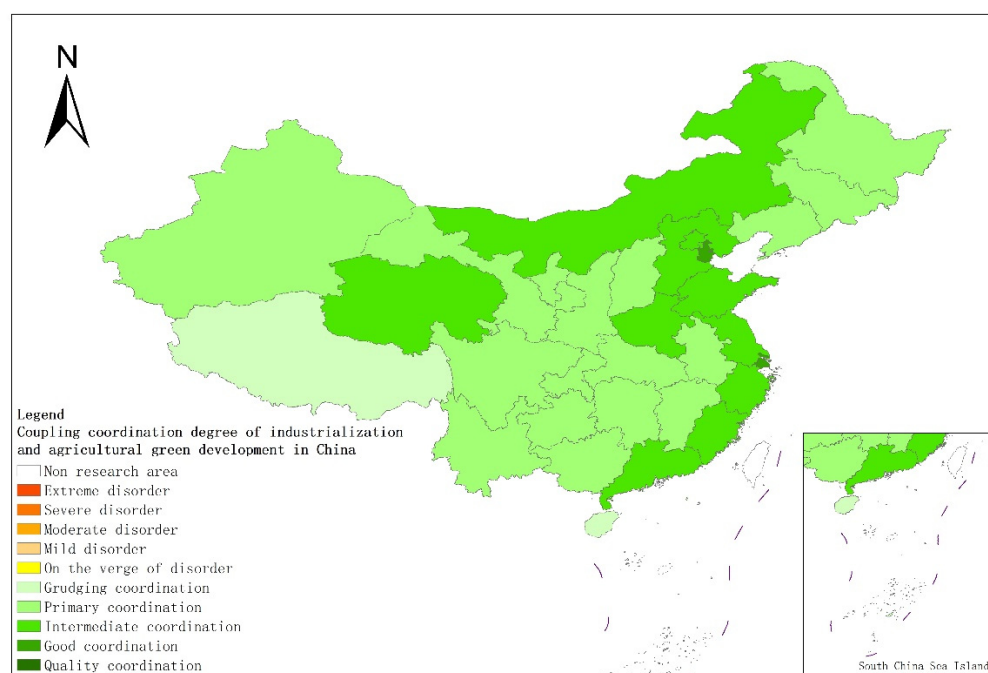 N
Legend
Coupling coordination degree of industrialization
and agricultural green development in China
Non research area
Extreme disorder
Severe disorder
Moderate disorder
Mild disorder
On the verge of disorder
Grudging coordination
Primary coordination
Intermediate coordination
Good coordination
Quality coordination
South China Sea Island